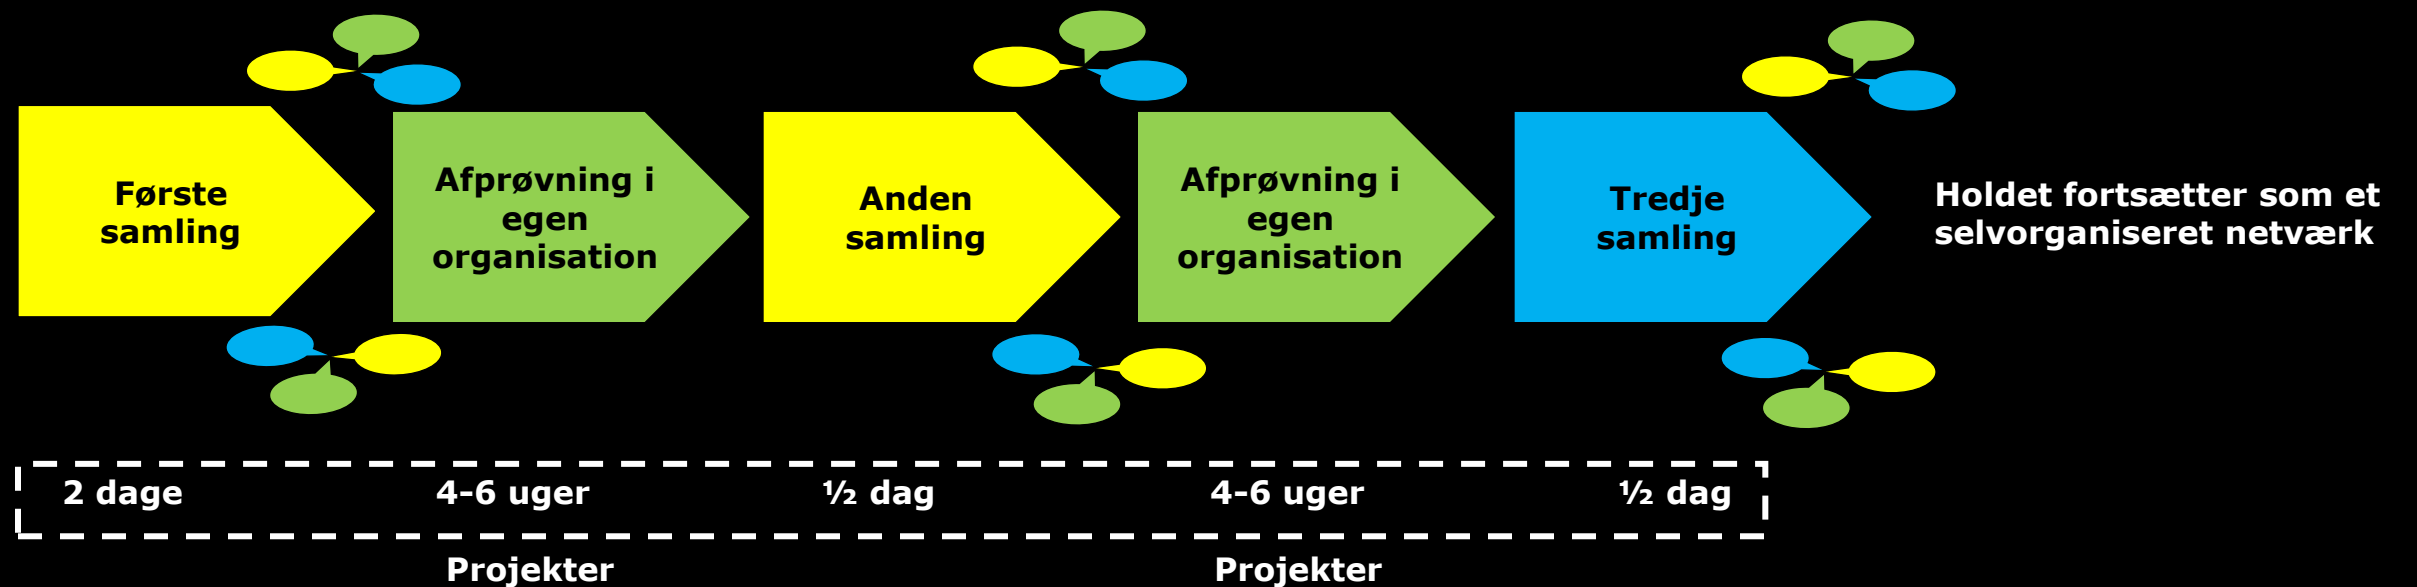 Første
samling
Afprøvning i
egen
organisation
Anden
samling
Afprøvning i
egen
organisation
Tredje
samling
Holdet fortsætter som et
selvorganiseret netværk
2 dage
4-6 uger
½ dag
4-6 uger
½ dag
Projekter
Projekter